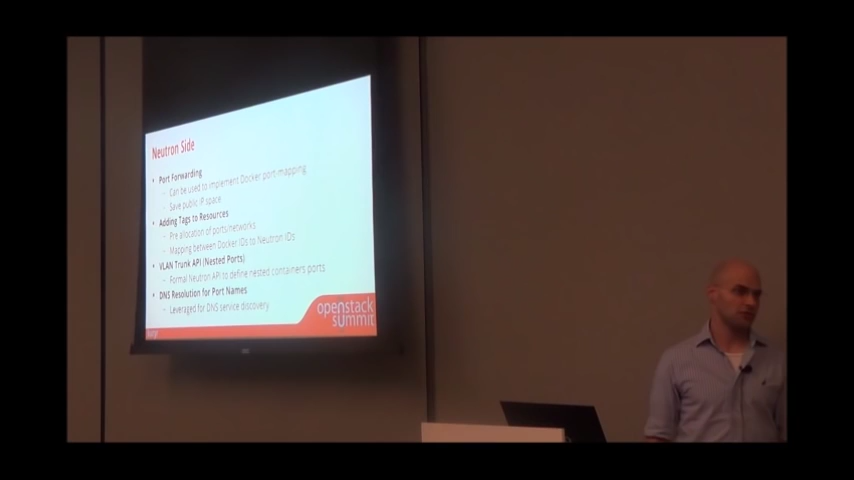 Neutron Side
• Port Forwarding
- Can be used to implement Docker port-mapping
- Save public IP space
• Adding Tags to Resources
- Pre allocation of ports/networks
- Mapping between Docker IDs to Neutron IDs
• VLAN Trunk API (Nested Ports)
- Formal Neutron API to define nested containers ports
• DNS Resolution for Port Names
- Leveraged for DNS service discovery
openstack
summit